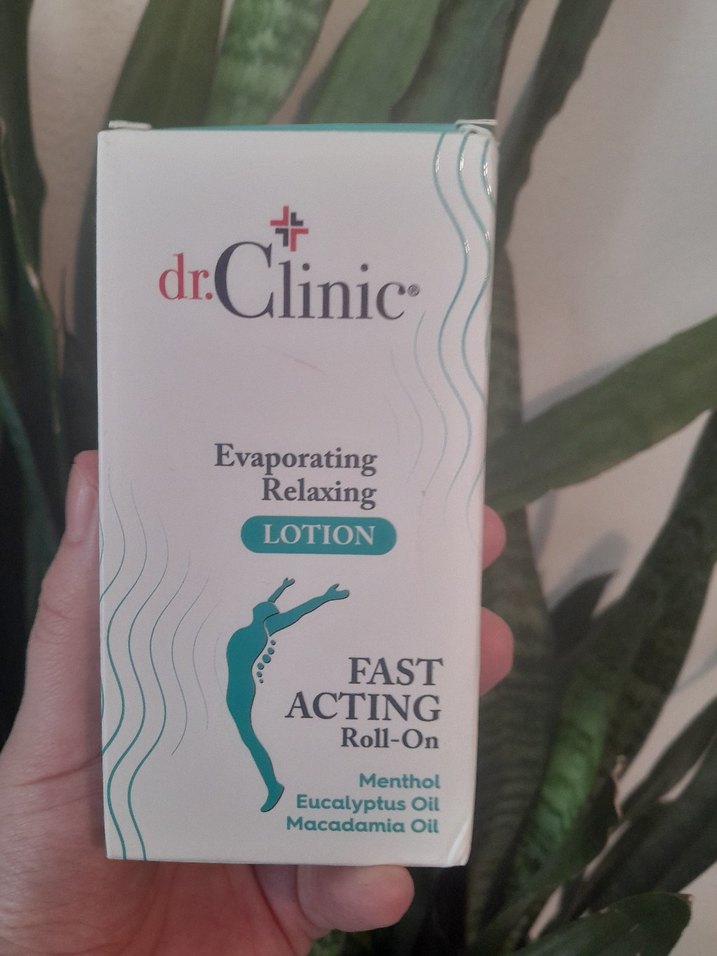 dr.Clinic®
Evaporating
Relaxing
LOTION
FAST
ACTING
Roll-On
Menthol
Eucalyptus Oil
Macadamia Oil